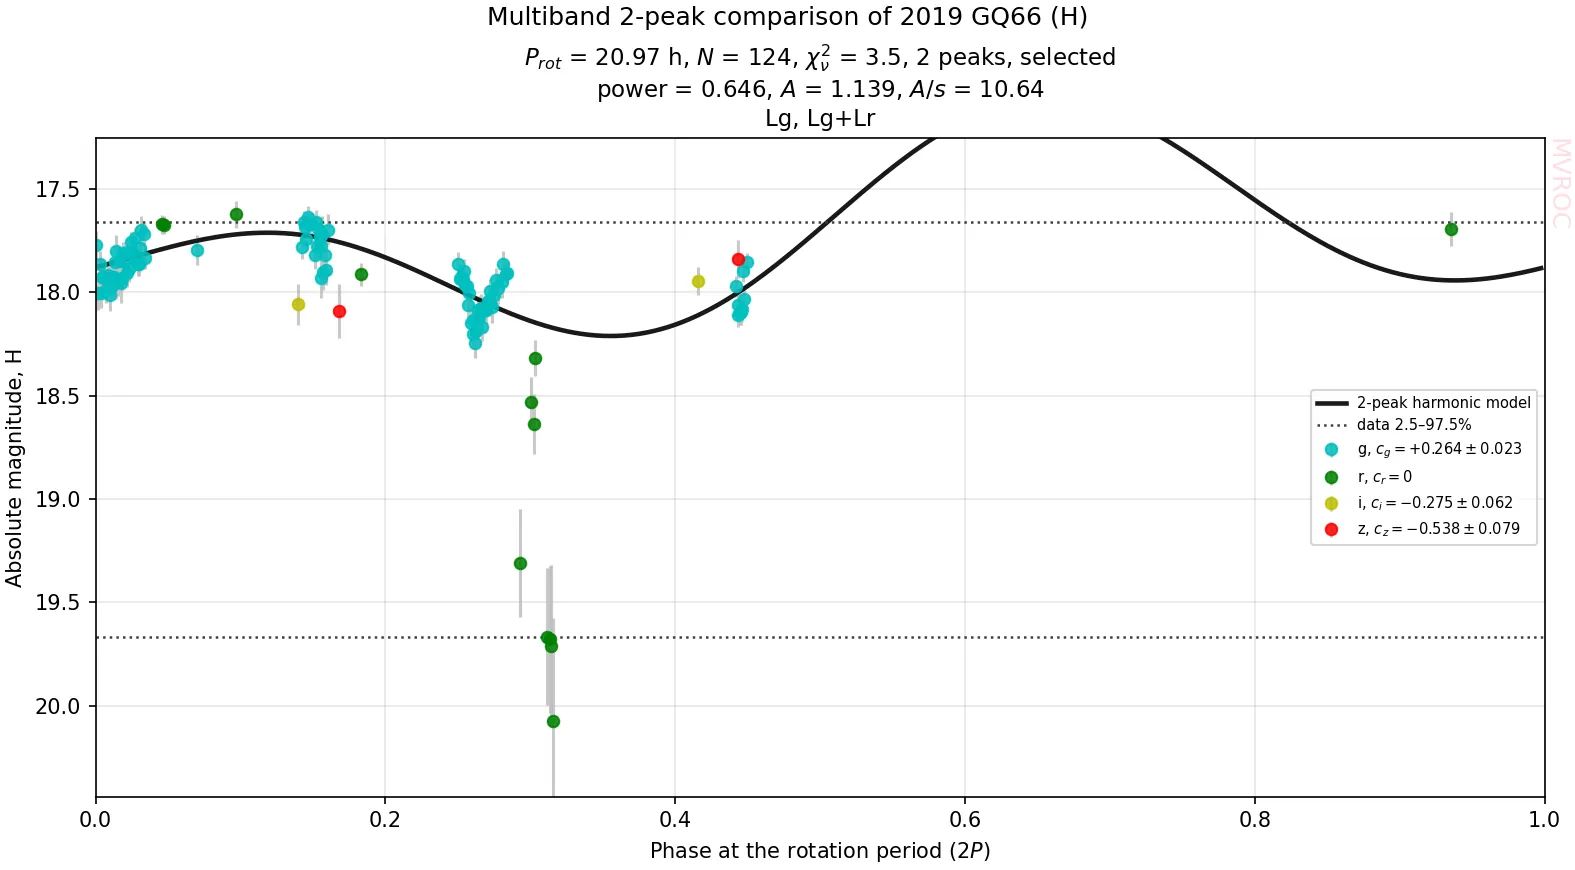 Multiband 2-peak comparison of 2019 GQ66 (H)
P_rot = 20.97 h, N = 124, χ²_ν = 3.5, 2 peaks, selected
power = 0.646, A = 1.139, A/s = 10.64
Lg, Lg+Lr
MVROC
17.5
18.0
18.5
19.0
19.5
20.0
Absolute magnitude, H
2-peak harmonic model
data 2.5–97.5%
g, c_g = +0.264 ± 0.023
r, c_r = 0
i, c_i = −0.275 ± 0.062
z, c_z = −0.538 ± 0.079
0.0 0.2 0.4 0.6 0.8 1.0
Phase at the rotation period (2P)